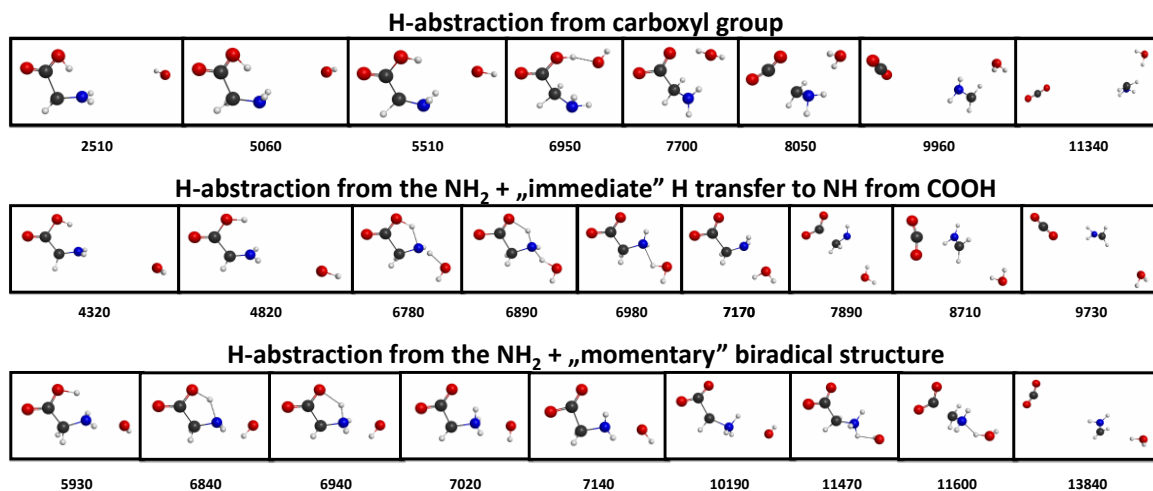 H-abstraction from carboxyl group
2510 5060 5510 6950 7700 8050 9960 11340
H-abstraction from the NH₂ + „immediate” H transfer to NH from COOH
4320 4820 6780 6890 6980 7170 7890 8710 9730
H-abstraction from the NH₂ + „momentary” biradical structure
5930 6840 6940 7020 7140 10190 11470 11600 13840